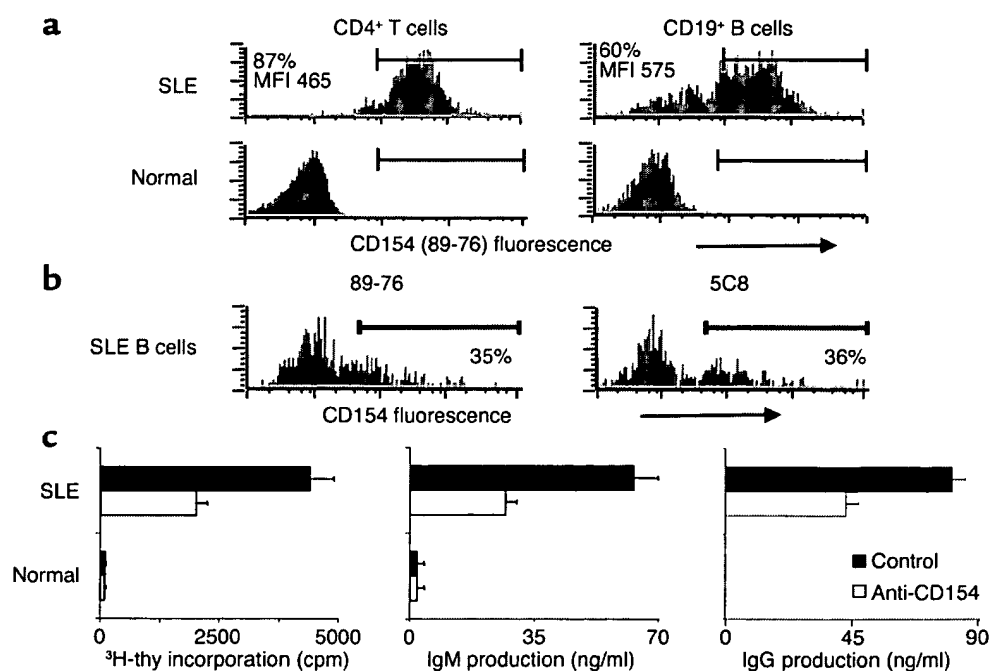 a
CD4⁺ T cells
CD19⁺ B cells
SLE
87%
MFI 465
60%
MFI 575
Normal
CD154 (89-76) fluorescence
b
89-76
5C8
SLE B cells
35%
36%
CD154 fluorescence
c
SLE
Normal
Control
Anti-CD154
0 2500 5000
0 35 70
0 45 90
³H-thy incorporation (cpm)
IgM production (ng/ml)
IgG production (ng/ml)